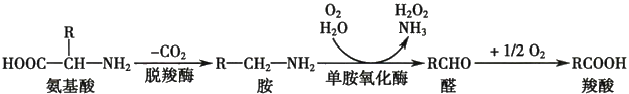 R
HOOC—CH—NH₂
氨基酸
−CO₂
脱羧酶
R—CH₂—NH₂
胺
O₂
H₂O
H₂O₂
NH₃
单胺氧化酶
RCHO
醛
+ 1/2 O₂
RCOOH
羧酸